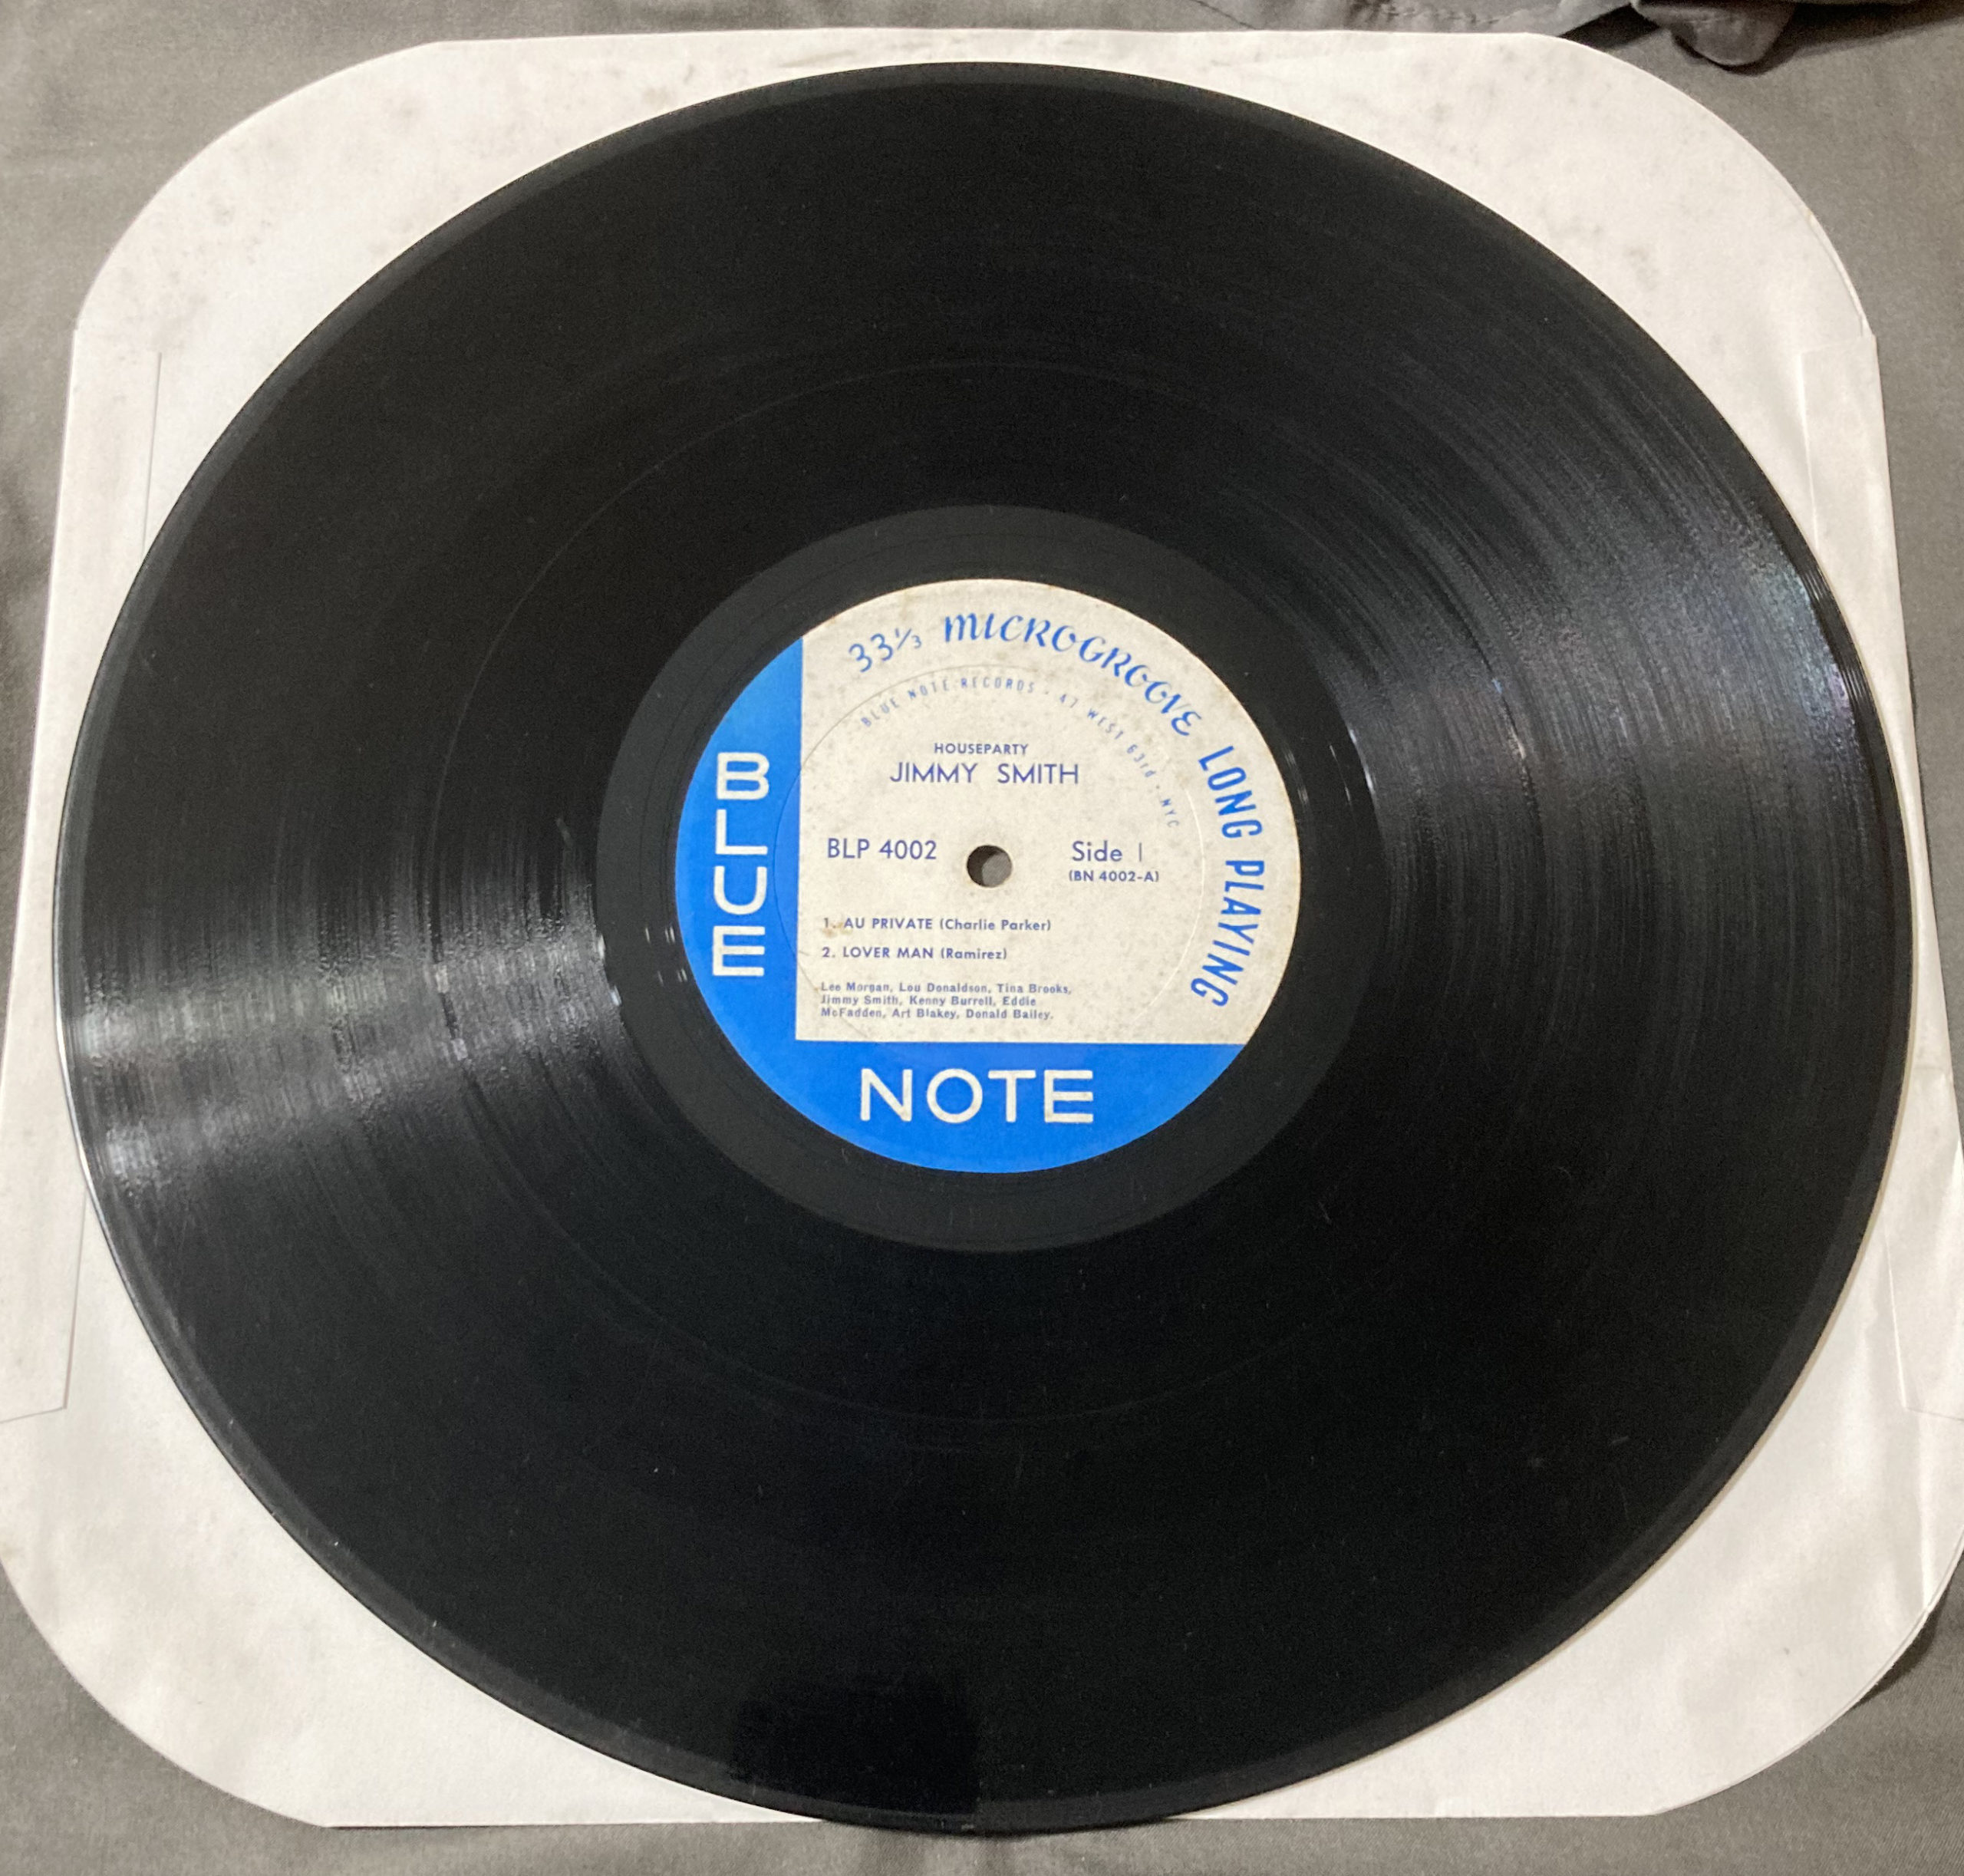 33⅓ MICROGROOVE LONG PLAYING
BLUE NOTE RECORDS · 47 WEST 63rd · NYC
HOUSEPARTY
JIMMY SMITH
BLP 4002
Side 1
(BN 4002-A)
1. AU PRIVATE (Charlie Parker)
2. LOVER MAN (Ramirez)
Lee Morgan, Lou Donaldson, Tina Brooks,
Jimmy Smith, Kenny Burrell, Eddie
McFadden, Art Blakey, Donald Bailey.
BLUE
NOTE